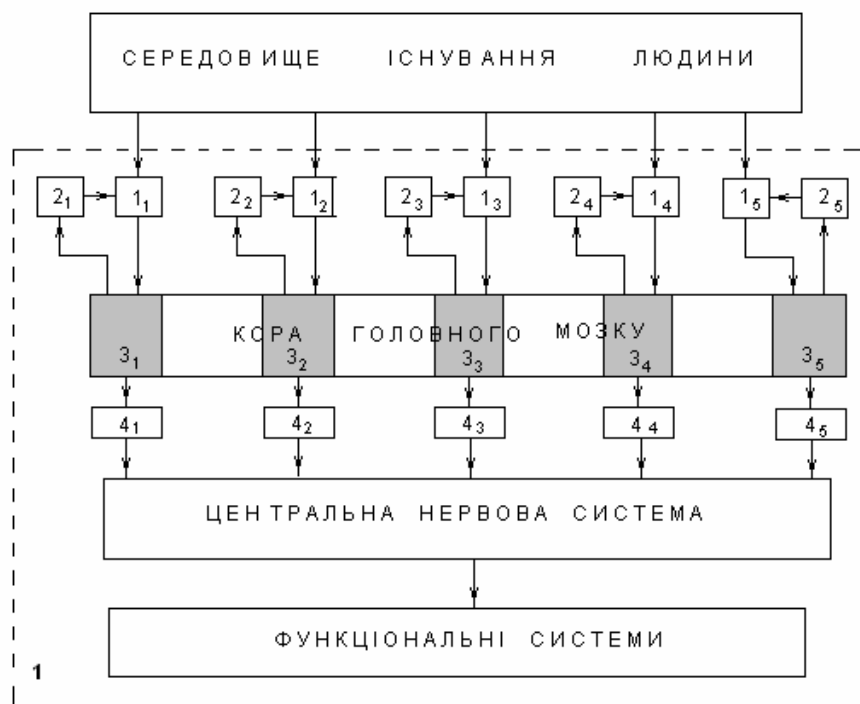 СЕРЕДОВИЩЕ ІСНУВАННЯ ЛЮДИНИ
2₁ 1₁ 2₂ 1₂ 2₃ 1₃ 2₄ 1₄ 1₅ 2₅
КОРА ГОЛОВНОГО МОЗКУ
3₁ 3₂ 3₃ 3₄ 3₅
4₁ 4₂ 4₃ 4₄ 4₅
ЦЕНТРАЛЬНА НЕРВОВА СИСТЕМА
ФУНКЦІОНАЛЬНІ СИСТЕМИ
1